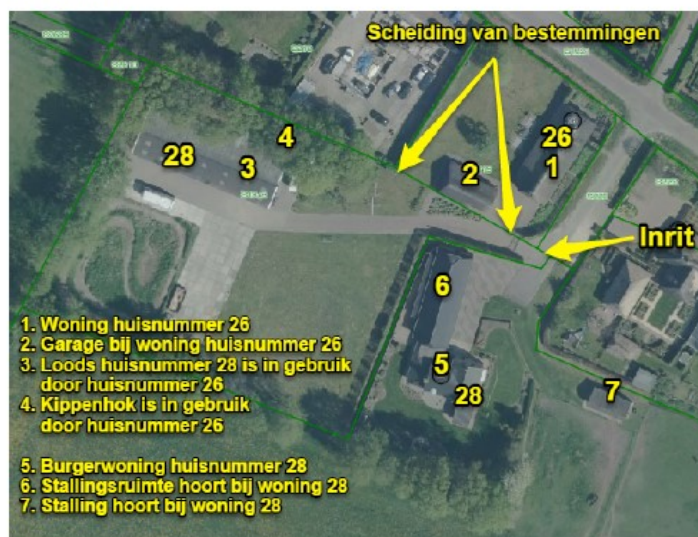 Scheiding van bestemmingen
4
28
3
2
26
1
Inrit
6
5
28
7
1. Woning huisnummer 26
2. Garage bij woning huisnummer 26
3. Loods huisnummer 28 is in gebruik
door huisnummer 26
4. Kippenhok is in gebruik
door huisnummer 26
5. Burgerwoning huisnummer 28
6. Stallingsruimte hoort bij woning 28
7. Stalling hoort bij woning 28